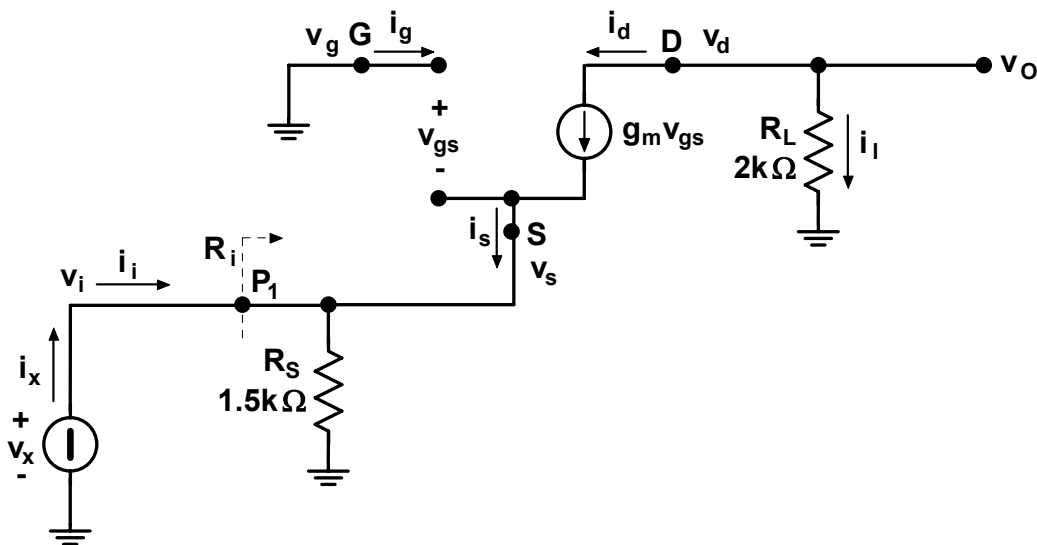 v_g G i_g
i_d D v_d
v_O
+
v_gs
-
g_m v_gs
R_L
2kΩ
i_l
i_s S
v_s
R_i
v_i i_i
P_1
i_x
R_S
1.5kΩ
+
v_x
-